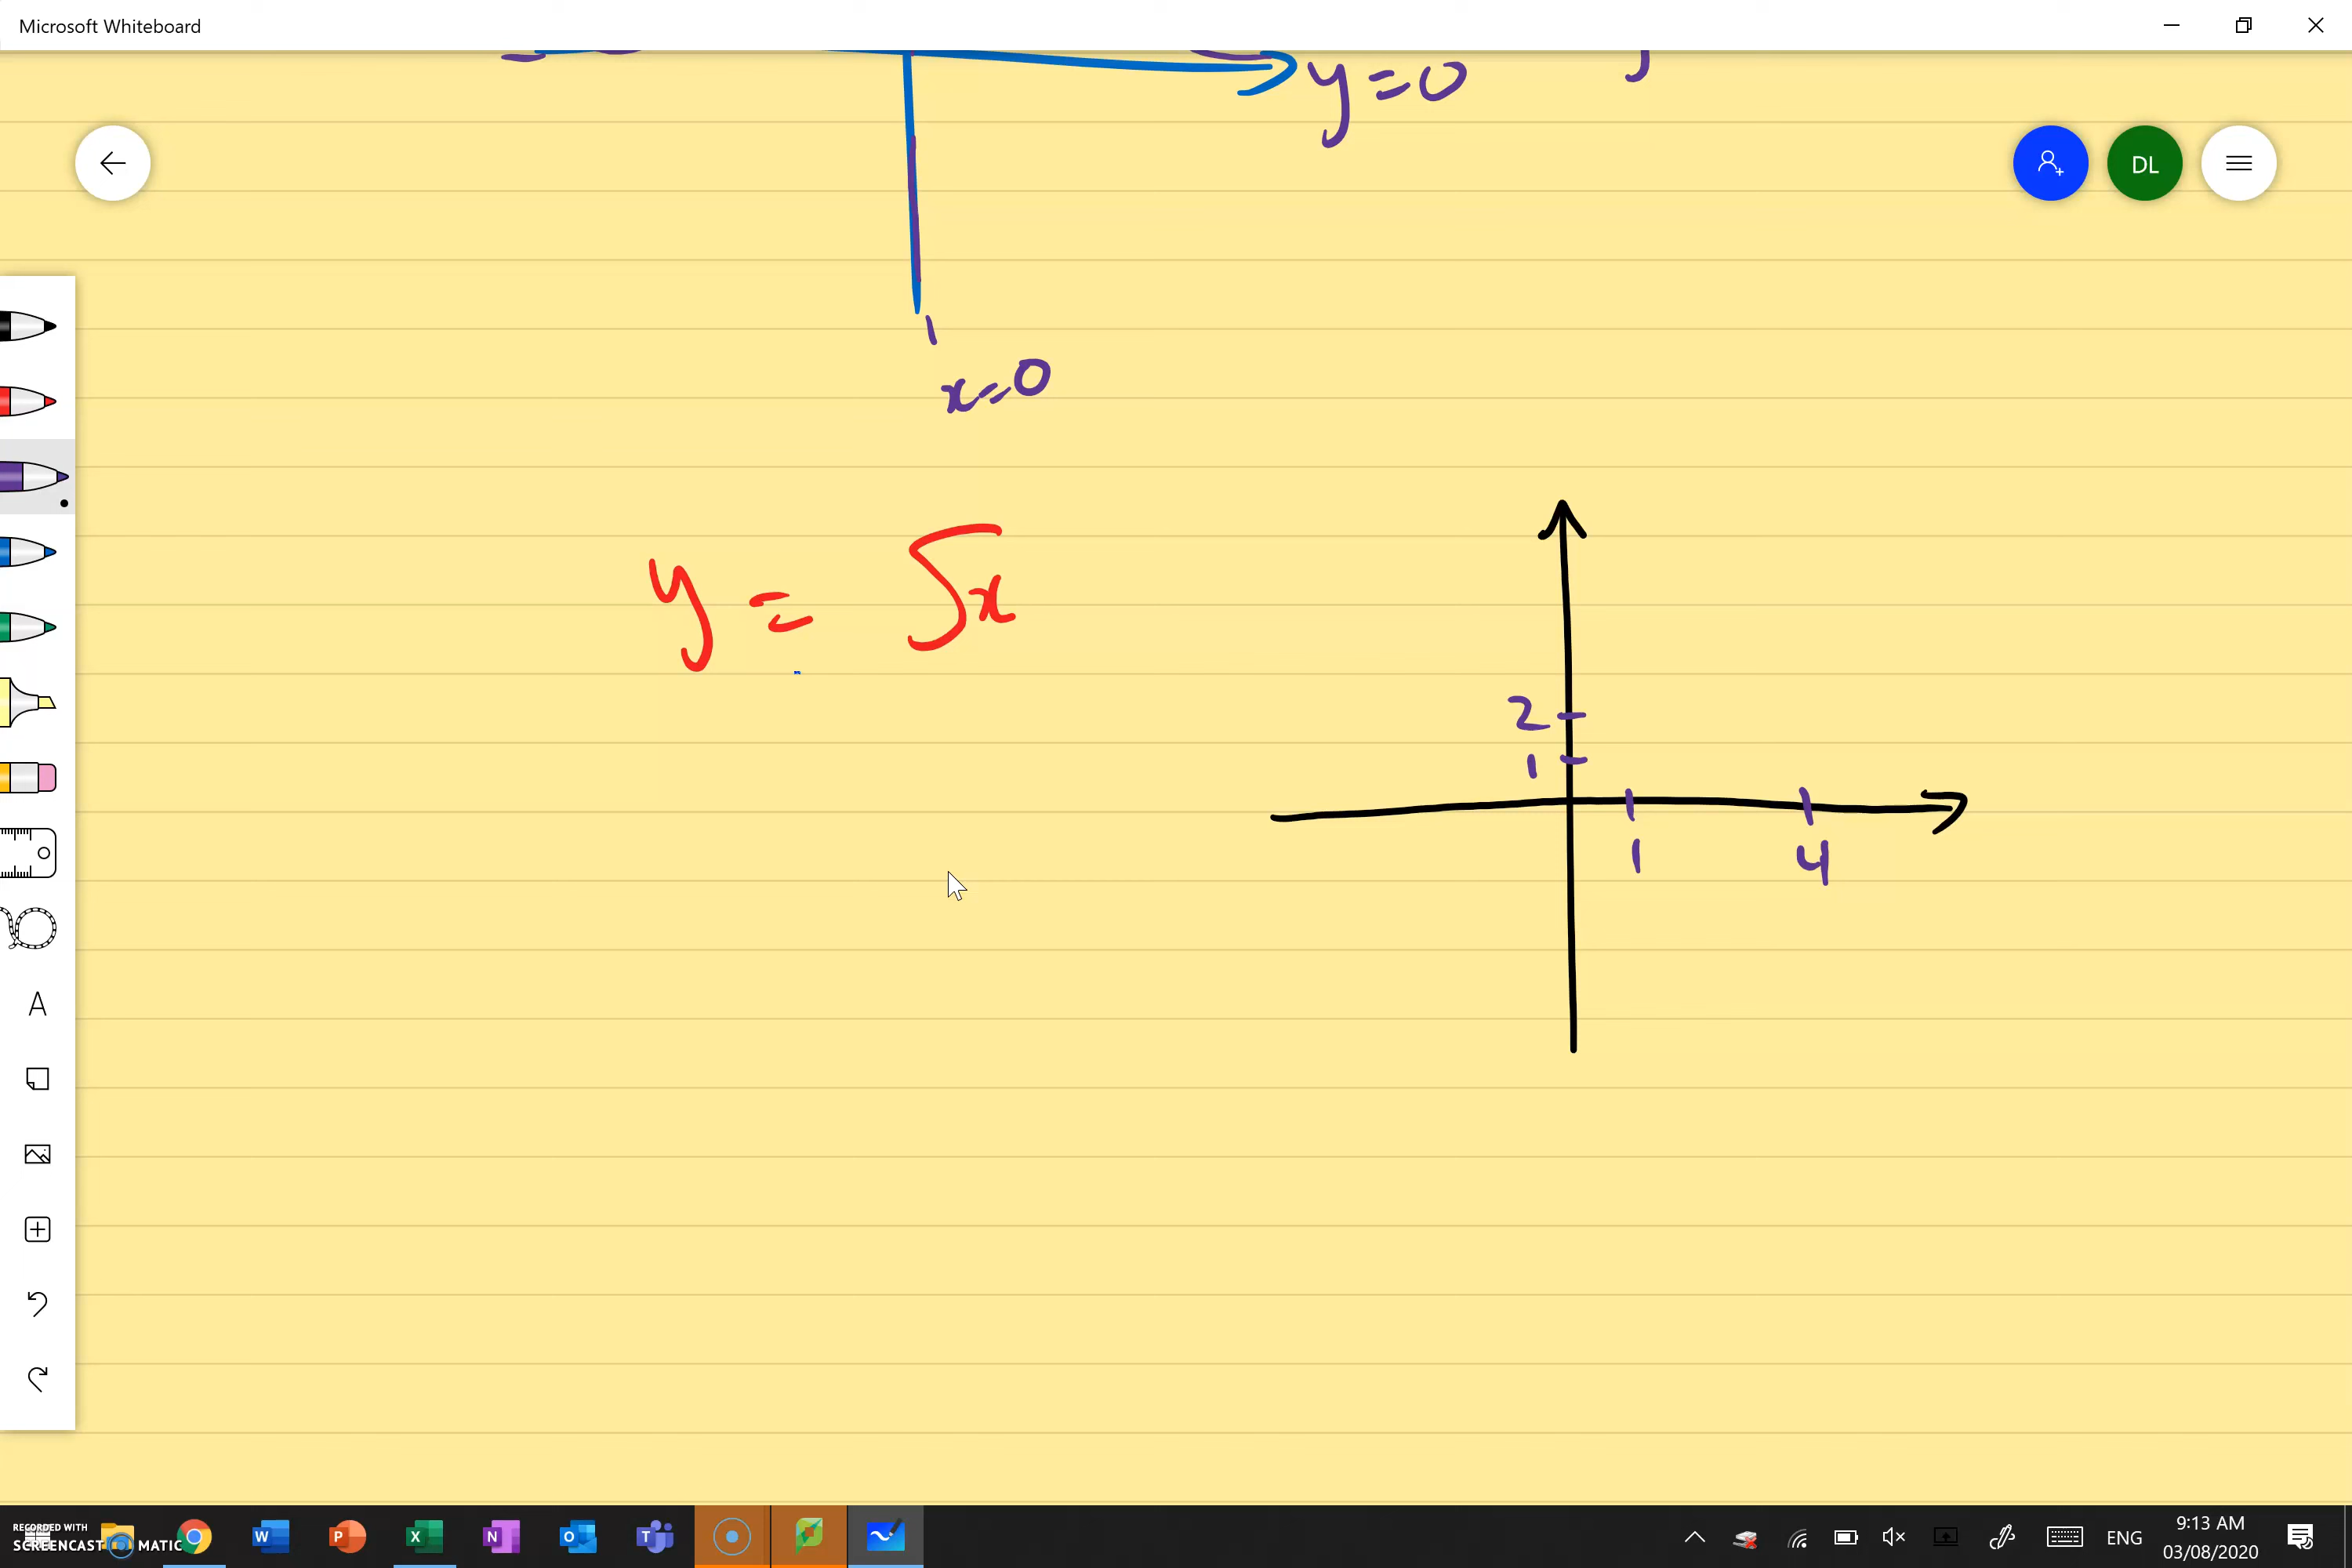 Microsoft Whiteboard
y=0
DL
x=0
y = √x
2
1
1
4
A
RECORDED WITH
SCREENCAST MATIC
W
P
X
N
O
T
ENG
9:13 AM
03/08/2020